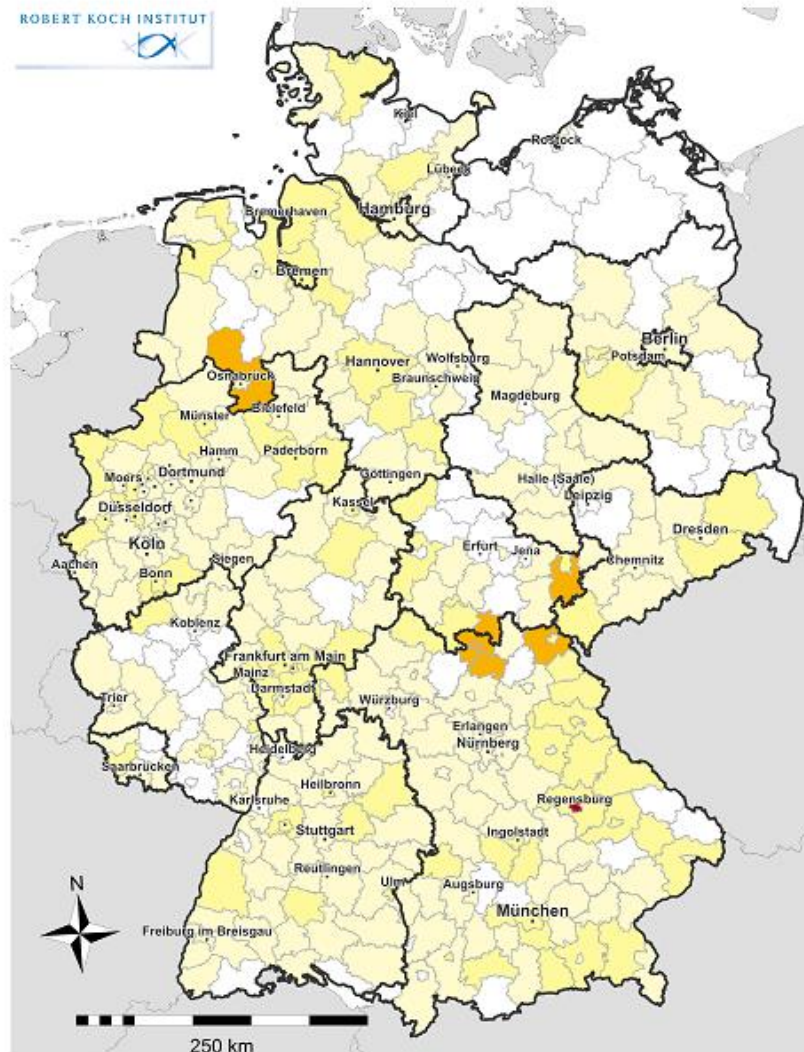 ROBERT KOCH INSTITUT
Kiel
Rostock
Lübeck
Hamburg
Bremerhaven
Bremen
Berlin
Potsdam
Wolfsburg
Hannover
Braunschweig
Osnabrück
Magdeburg
Bielefeld
Münster
Hamm
Paderborn
Göttingen
Halle (Saale)
Leipzig
Moers
Dortmund
Düsseldorf
Kassel
Dresden
Köln
Erfurt
Jena
Chemnitz
Siegen
Aachen
Bonn
Koblenz
Frankfurt am Main
Mainz
Darmstadt
Würzburg
Trier
Erlangen
Nürnberg
Heidelberg
Saarbrücken
Heilbronn
Karlsruhe
Regensburg
Stuttgart
Ingolstadt
Reutlingen
Ulm
Augsburg
München
N
Freiburg im Breisgau
250 km